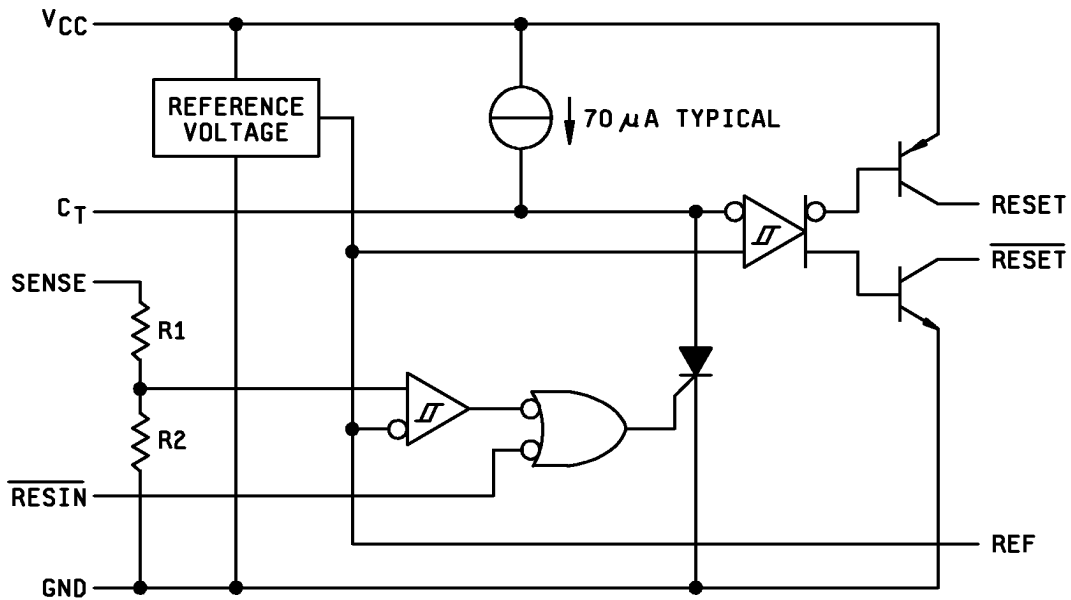 VCC
REFERENCE
VOLTAGE
70 μA TYPICAL
CT
RESET
RESET
SENSE
R1
R2
RESIN
REF
GND